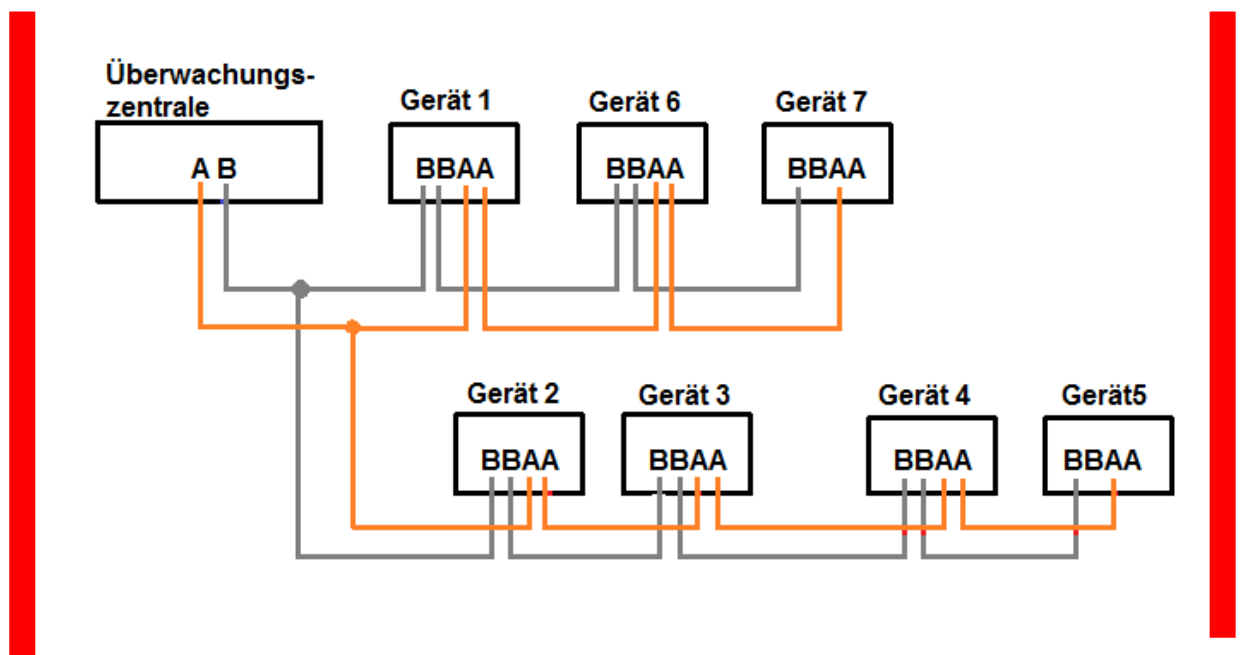 Überwachungs-
zentrale
Gerät 1
Gerät 6
Gerät 7
A B
BBAA
BBAA
BBAA
Gerät 2
Gerät 3
Gerät 4
Gerät5
BBAA
BBAA
BBAA
BBAA